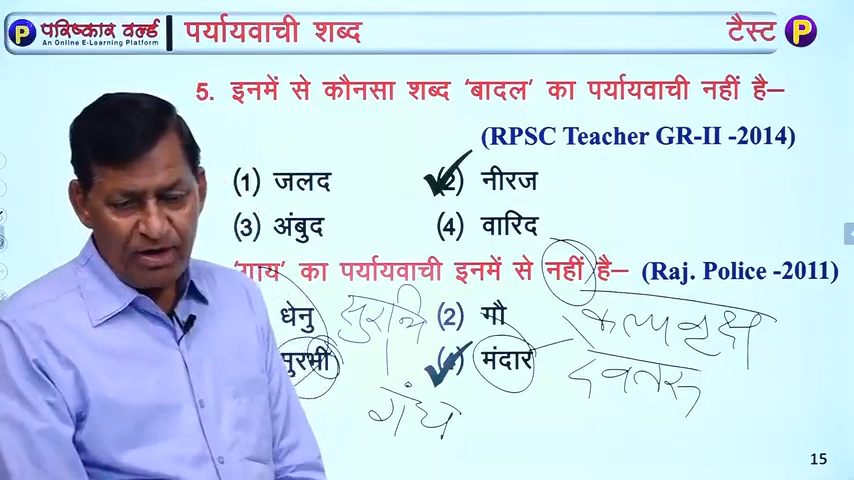 परिष्कार वर्ल्ड
An Online E-Learning Platform
पर्यायवाची शब्द
टैस्ट
5. इनमें से कौनसा शब्द ‘बादल’ का पर्यायवाची नहीं है–
(RPSC Teacher GR-II -2014)
(1) जलद (2) नीरज
(3) अंबुद (4) वारिद
‘गाय’ का पर्यायवाची इनमें से नहीं है– (Raj. Police -2011)
धेनु सुरभि (2) गौ कल्पवृक्ष
सुरभी मंदार देवतरू
गंध
15